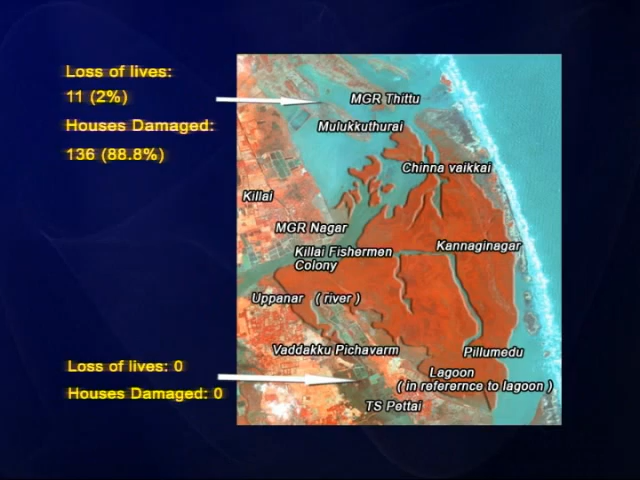 Loss of lives:
11 (2%)
Houses Damaged:
136 (88.8%)
MGR Thittu
Mulukkuthurai
Chinna vaikkai
Killai
MGR Nagar
Killai Fishermen
Colony
Kannaginagar
Uppanar ( river )
Vaddakku Pichavarm
Pillumedu
Loss of lives: 0
Houses Damaged: 0
Lagoon
( in referernce to lagoon )
TS Pettai